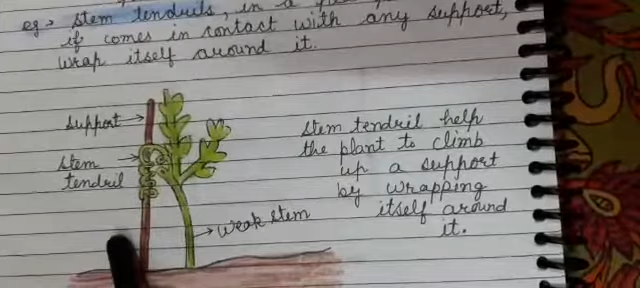 eg → stem tendrils, in a
if comes in contact with any support,
wrap itself around it.
support
stem
tendril
weak stem
stem tendril help
the plant to climb
up a support
by wrapping
itself around
it.